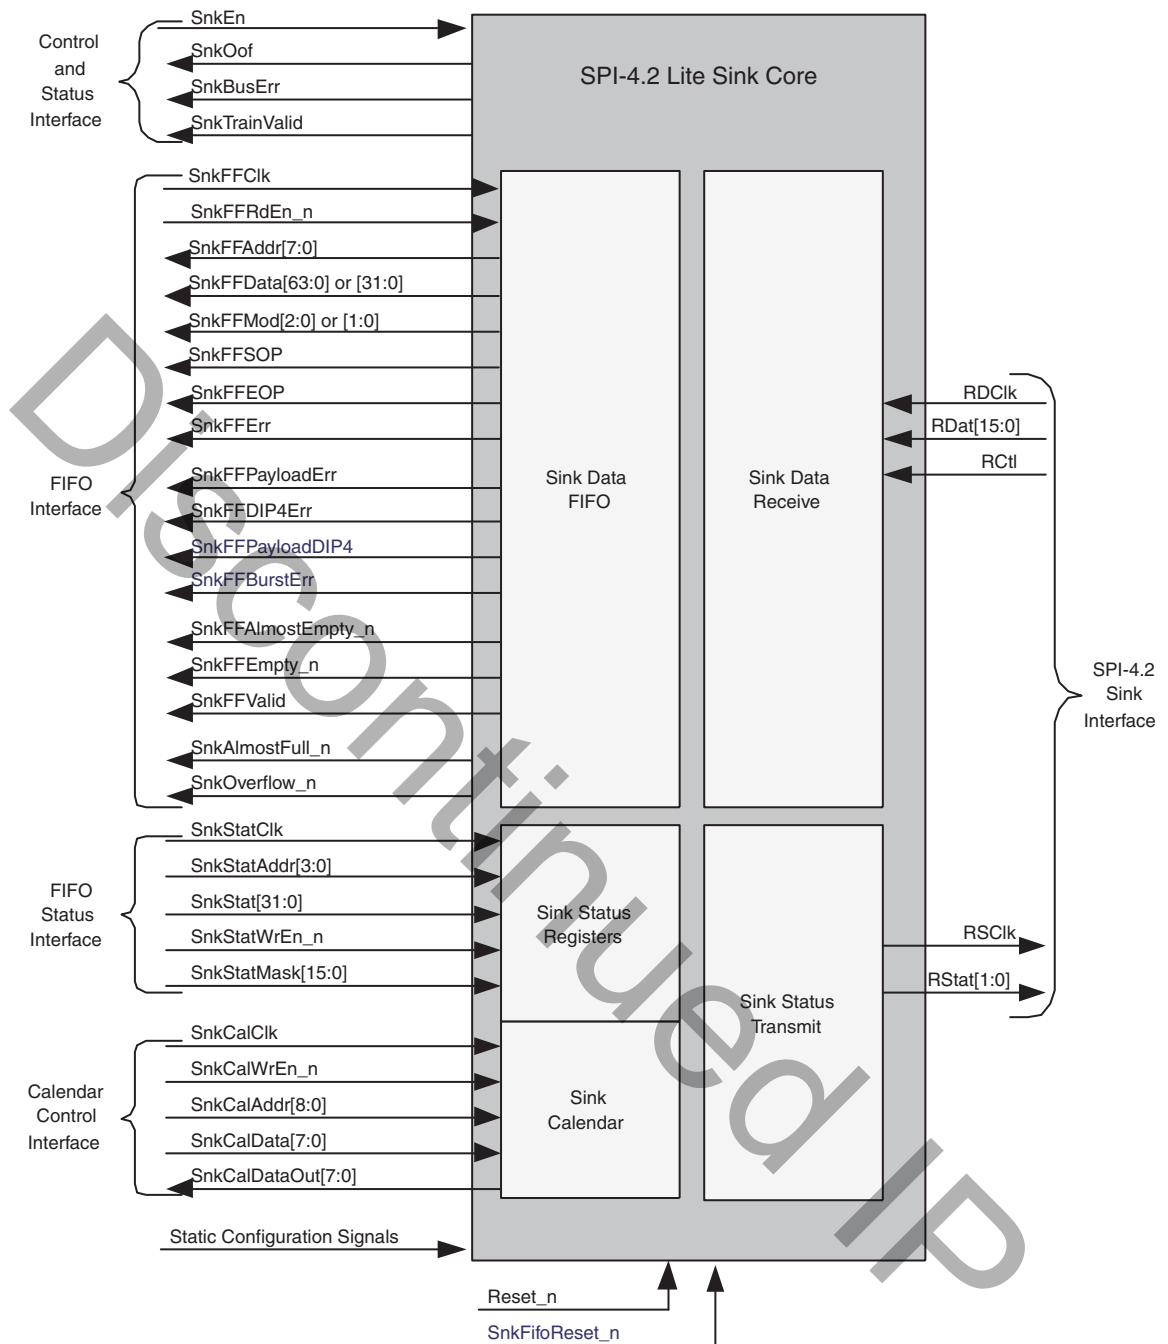 SPI-4.2 Lite Sink Core
Control
and
Status
Interface
SnkEn
SnkOof
SnkBusErr
SnkTrainValid
FIFO
Interface
SnkFFClk
SnkFFRdEn_n
SnkFFAddr[7:0]
SnkFFData[63:0] or [31:0]
SnkFFMod[2:0] or [1:0]
SnkFFSOP
SnkFFEOP
SnkFFErr
SnkFFPayloadErr
SnkFFDIP4Err
SnkFFPayloadDIP4
SnkFFBurstErr
SnkFFAlmostEmpty_n
SnkFFEmpty_n
SnkFFValid
SnkAlmostFull_n
SnkOverflow_n
Sink Data
FIFO
Sink Data
Receive
RDClk
RDat[15:0]
RCtl
SPI-4.2
Sink
Interface
FIFO
Status
Interface
SnkStatClk
SnkStatAddr[3:0]
SnkStat[31:0]
SnkStatWrEn_n
SnkStatMask[15:0]
Sink Status
Registers
Sink Status
Transmit
RSClk
RStat[1:0]
Calendar
Control
Interface
SnkCalClk
SnkCalWrEn_n
SnkCalAddr[8:0]
SnkCalData[7:0]
SnkCalDataOut[7:0]
Sink
Calendar
Static Configuration Signals
Reset_n
SnkFifoReset_n
Discontinued IP